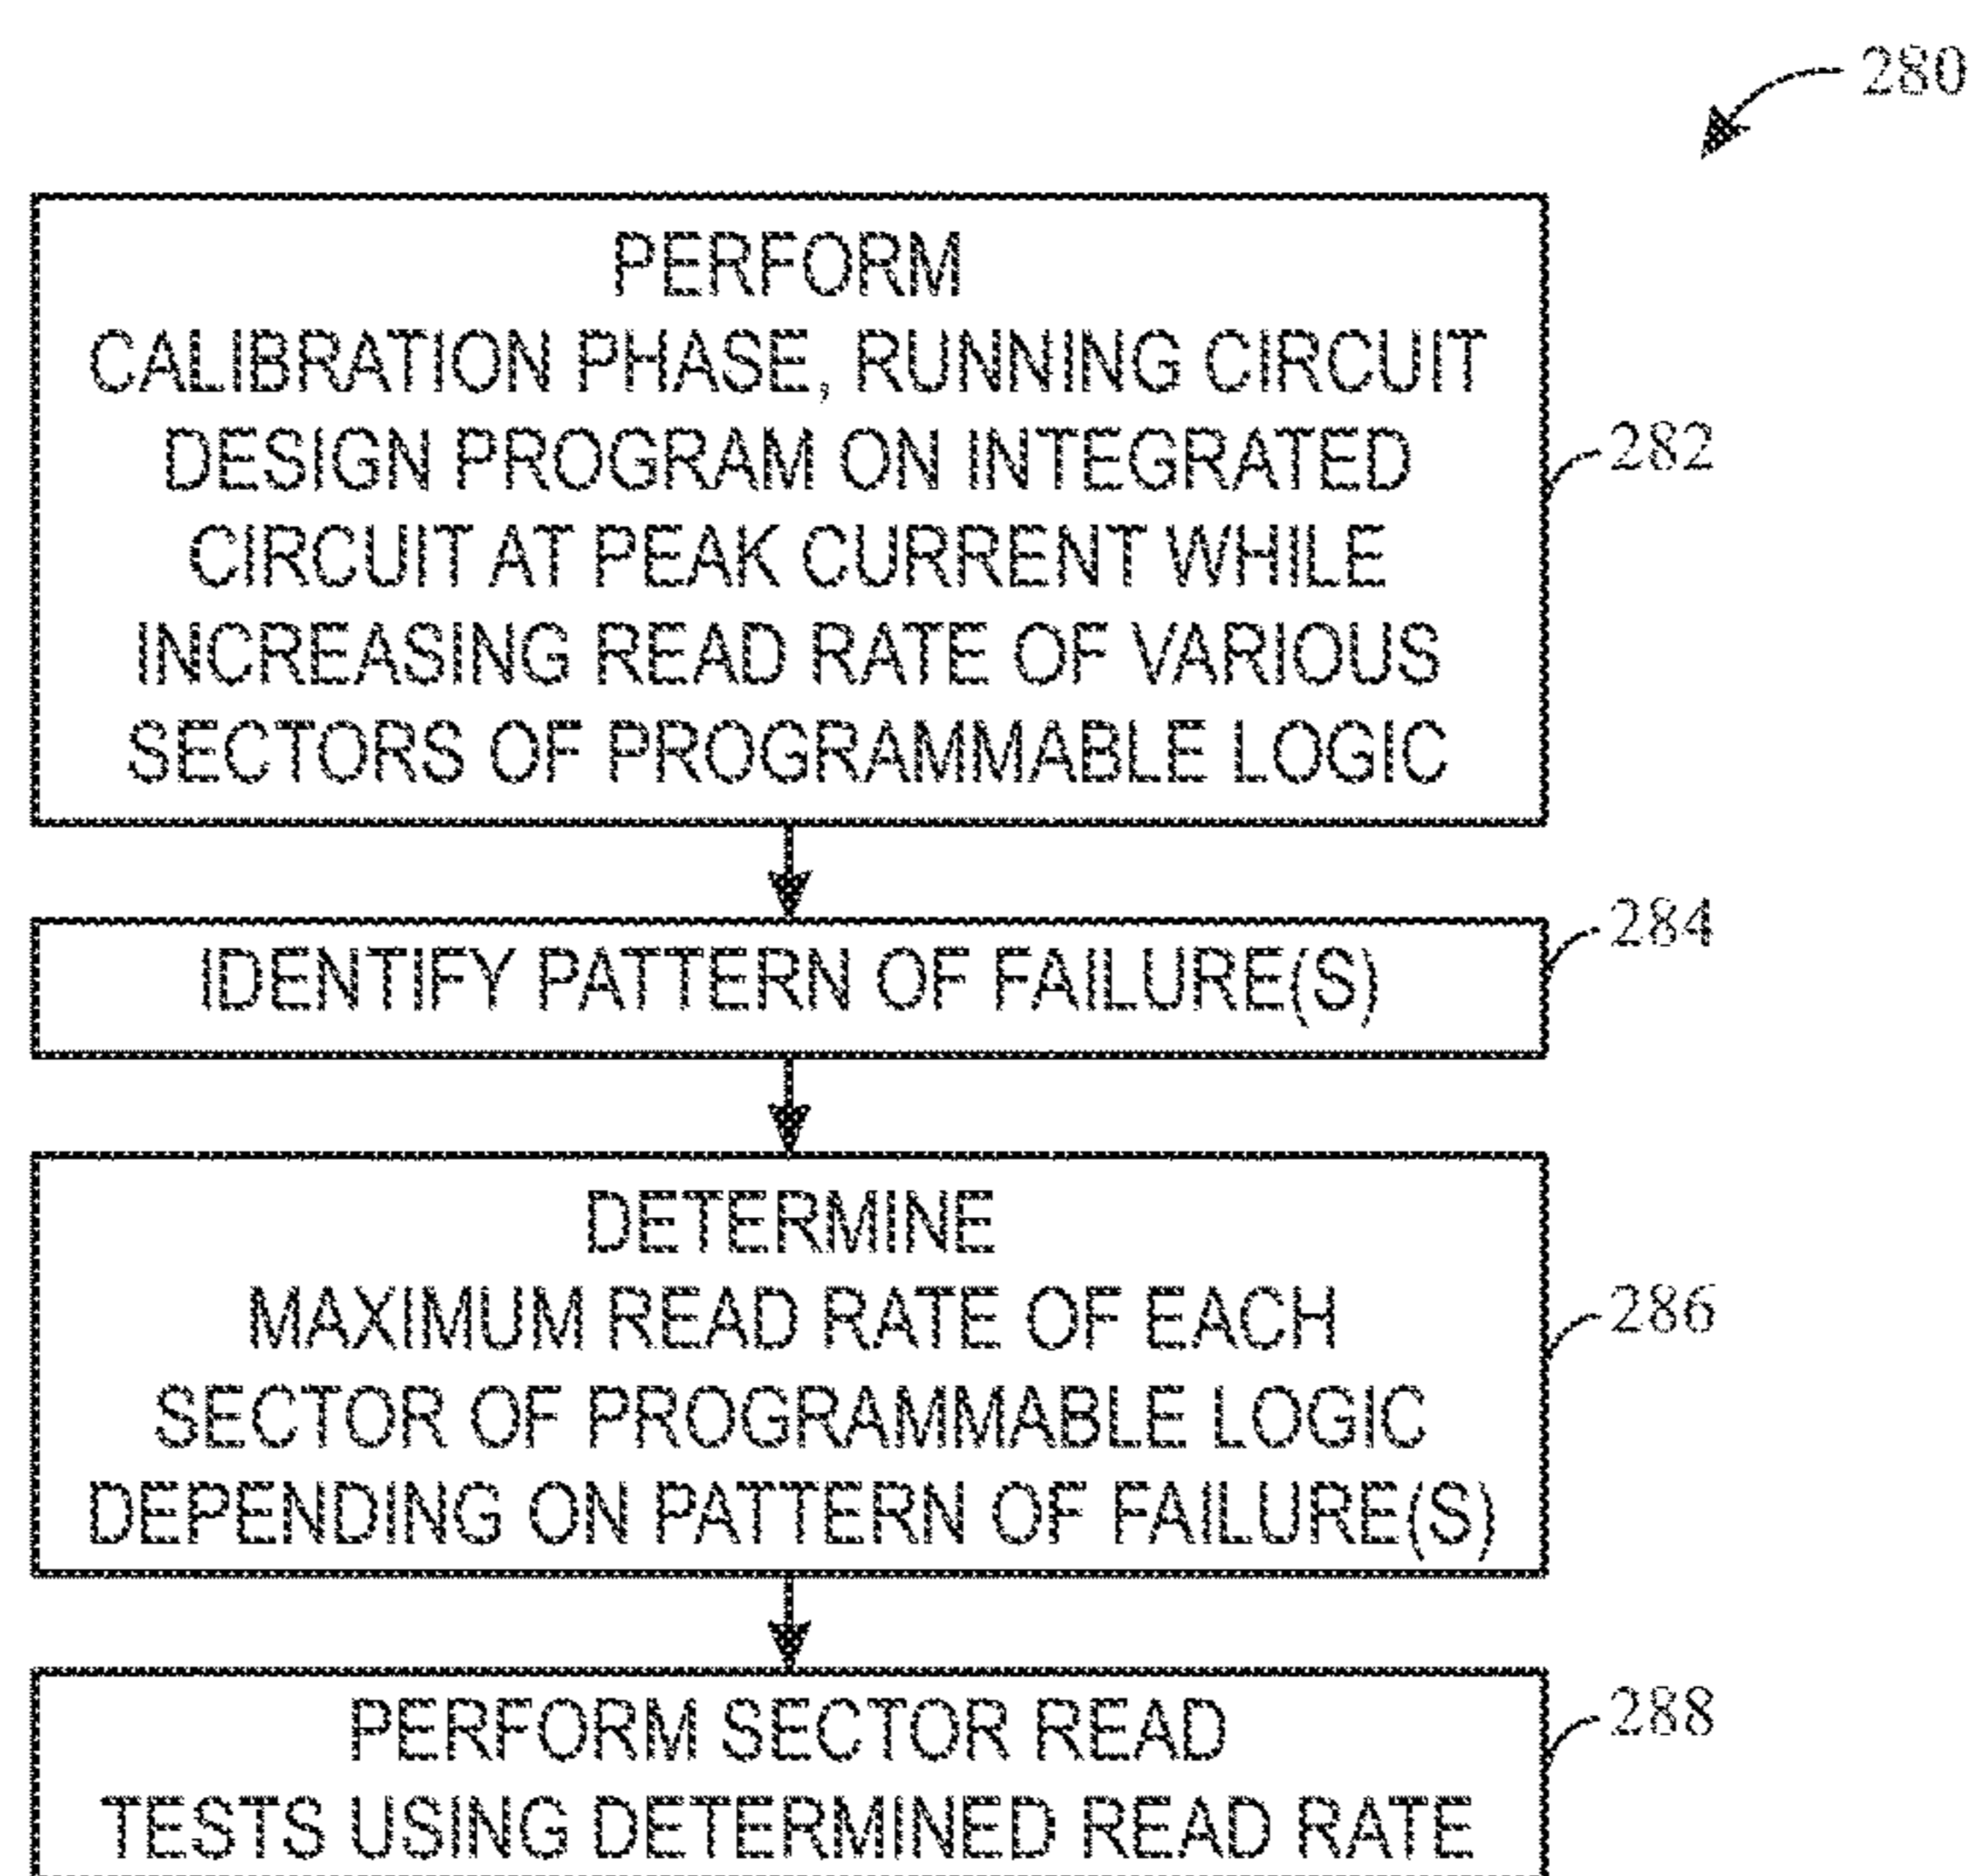 280
PERFORM
CALIBRATION PHASE, RUNNING CIRCUIT
DESIGN PROGRAM ON INTEGRATED
CIRCUIT AT PEAK CURRENT WHILE
INCREASING READ RATE OF VARIOUS
SECTORS OF PROGRAMMABLE LOGIC
282
IDENTIFY PATTERN OF FAILURE(S)
284
DETERMINE
MAXIMUM READ RATE OF EACH
SECTOR OF PROGRAMMABLE LOGIC
DEPENDING ON PATTERN OF FAILURE(S)
286
PERFORM SECTOR READ
TESTS USING DETERMINED READ RATE
288